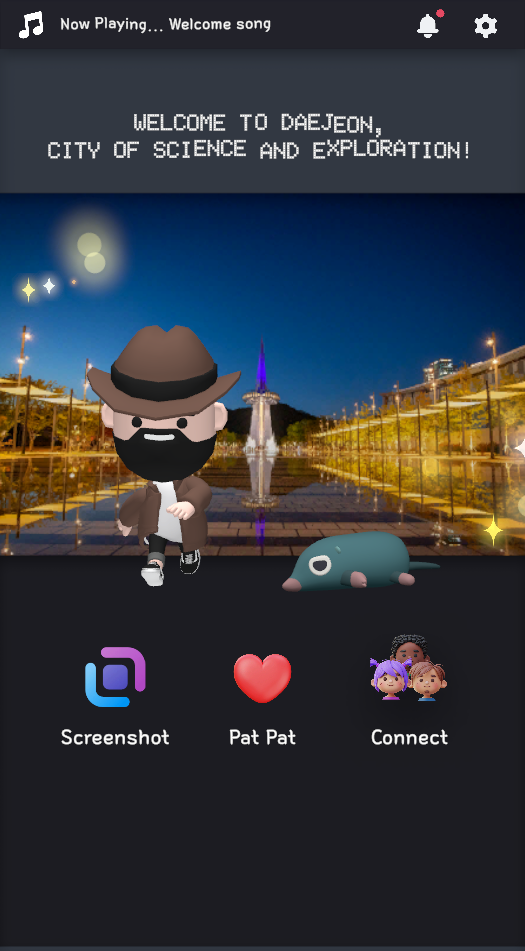 Now Playing... Welcome song
WELCOME TO DAEJEON,
CITY OF SCIENCE AND EXPLORATION!
Screenshot
Pat Pat
Connect